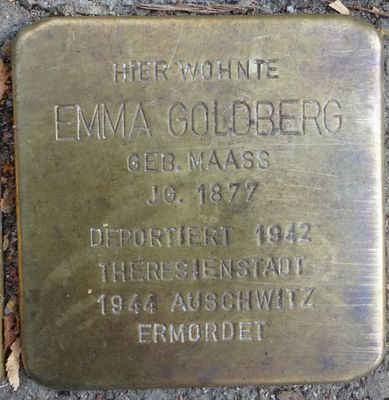 HIER WOHNTE
EMMA GOLDBERG
GEB. MAASS
JG. 1877
DEPORTIERT 1942
THERESIENSTADT
1944 AUSCHWITZ
ERMORDET